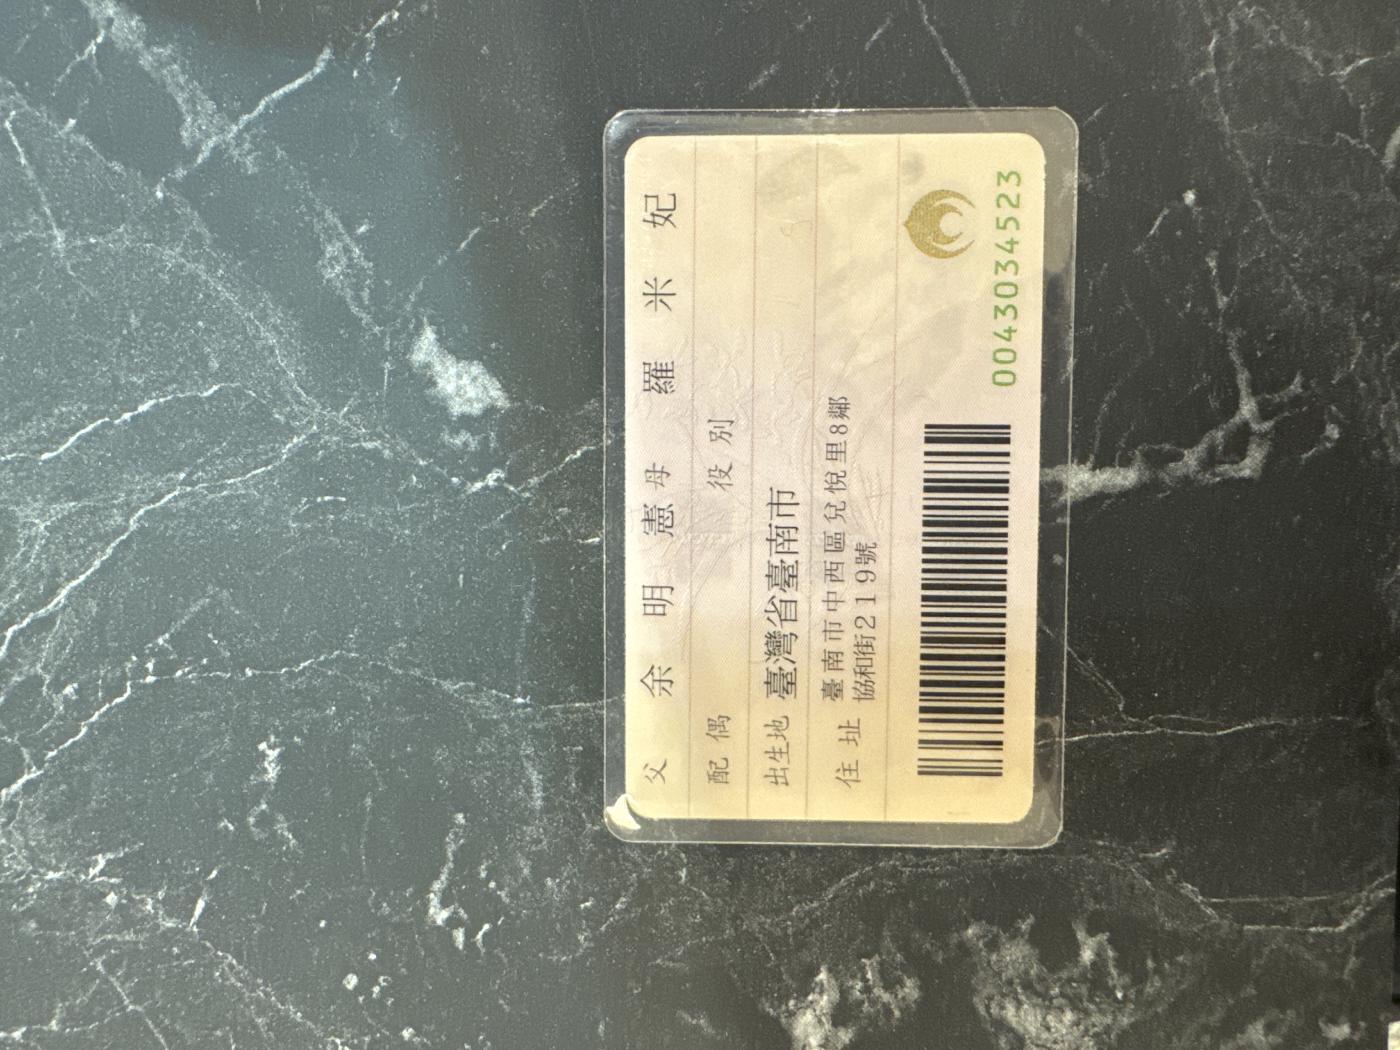 父 余明憲 母 羅米妃
配偶 役別
出生地 臺灣省臺南市
住址 臺南市中西區兌悅里8鄰
協和街219號
0043034523